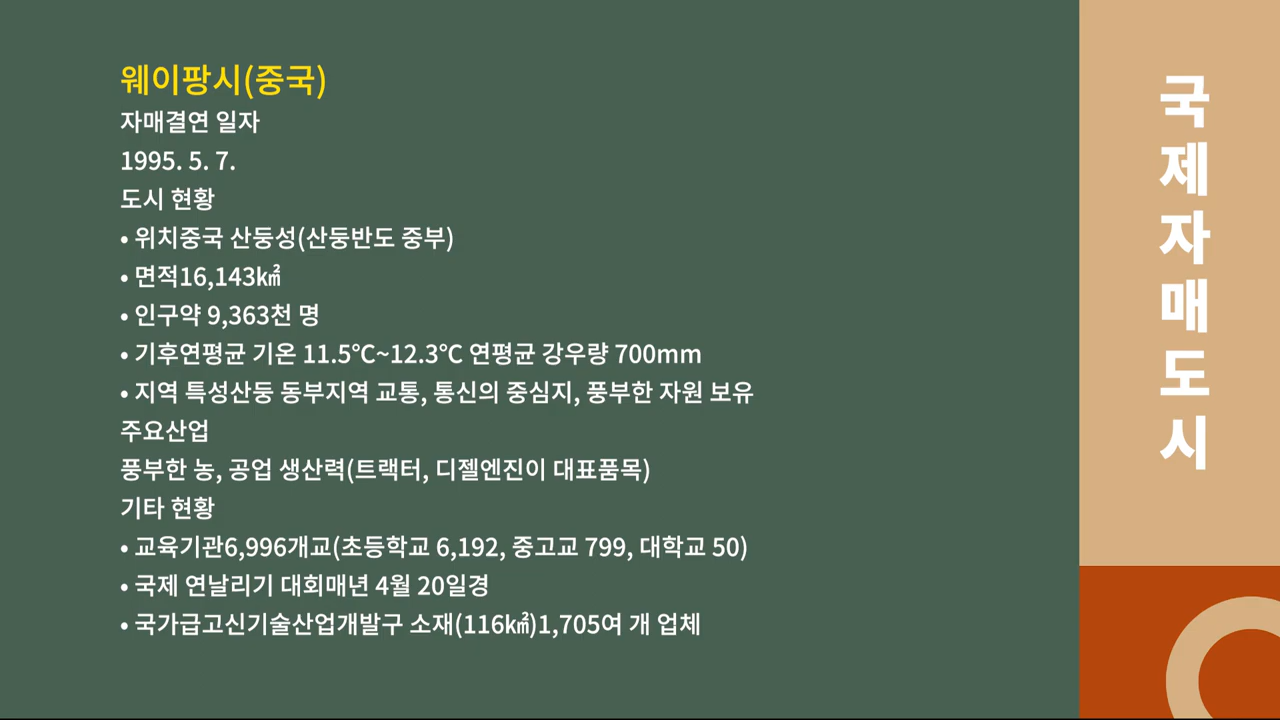 웨이팡시(중국)
자매결연 일자
1995. 5. 7.
도시 현황
• 위치중국 산둥성(산둥반도 중부)
• 면적16,143㎢
• 인구약 9,363천 명
• 기후연평균 기온 11.5℃~12.3℃ 연평균 강우량 700mm
• 지역 특성산둥 동부지역 교통, 통신의 중심지, 풍부한 자원 보유
주요산업
풍부한 농, 공업 생산력(트랙터, 디젤엔진이 대표품목)
기타 현황
• 교육기관6,996개교(초등학교 6,192, 중고교 799, 대학교 50)
• 국제 연날리기 대회매년 4월 20일경
• 국가급고신기술산업개발구 소재(116㎢)1,705여 개 업체
국제자매도시